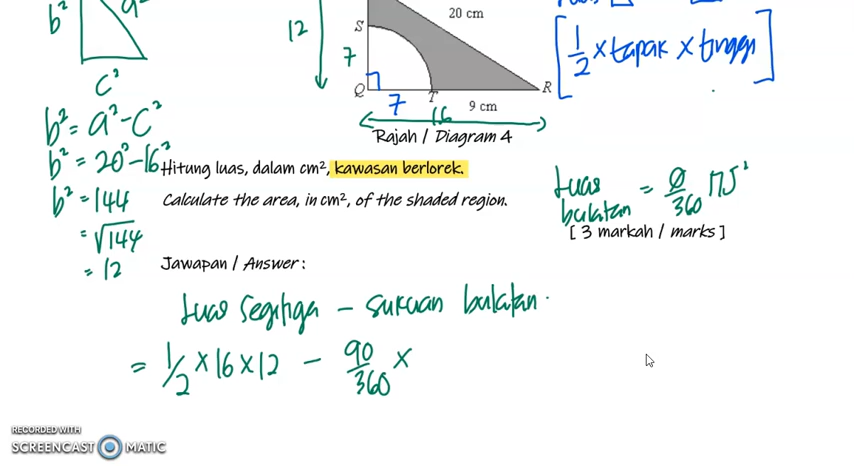 b²
a²
c²
12
S
20 cm
7
Q
7
T
9 cm
R
16
Rajah / Diagram 4
[ 1/2 × tapak × tinggi ]
b² = a² − c²
b² = 20² − 16²
b² = 144
= √144
= 12
Hitung luas, dalam cm², kawasan berlorek.
Calculate the area, in cm², of the shaded region.
Luas bulatan = θ/360 πj²
[ 3 markah / marks ]
Jawapan / Answer :
Luas segitiga − sukuan bulatan.
= 1/2 × 16 × 12 − 90/360 ×
RECORDED WITH
SCREENCAST MATIC